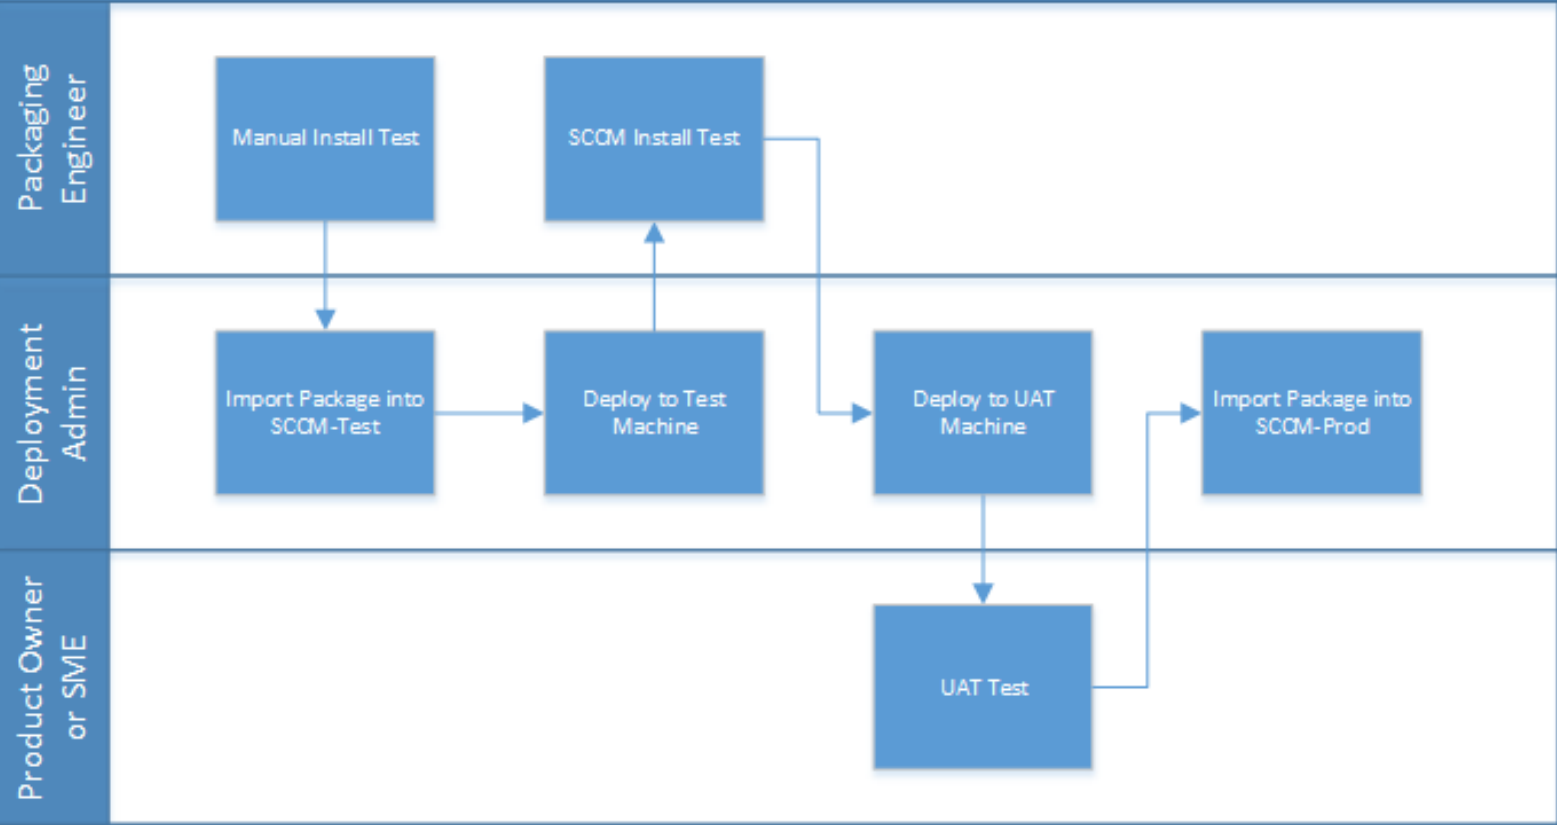 Packaging
Engineer
Manual Install Test
SCCM Install Test
Deployment
Admin
Import Package into
SCCM-Test
Deploy to Test
Machine
Deploy to UAT
Machine
Import Package into
SCCM-Prod
Product Owner
or SME
UAT Test